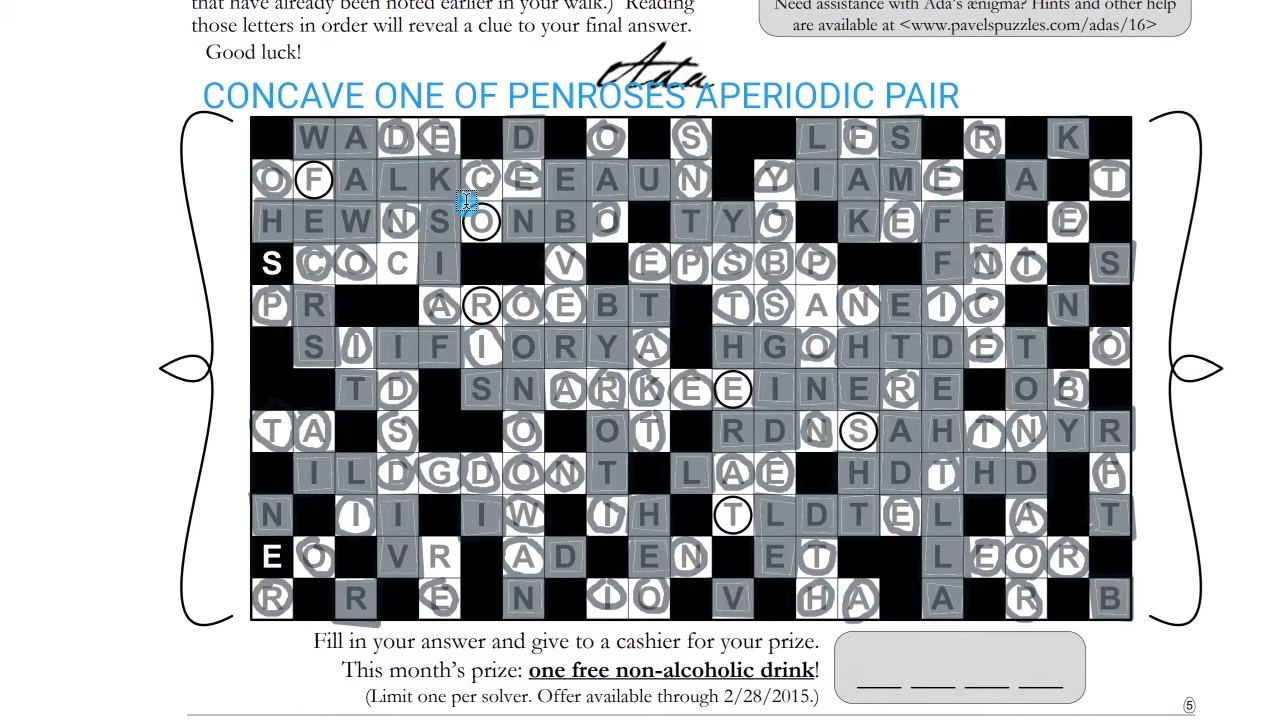 that have already been noted earlier in your walk.) Reading
those letters in order will reveal a clue to your final answer.
Good luck!
Need assistance with Ada's ænigma? Hints and other help
are available at <www.pavelspuzzles.com/adas/16>
Ada
CONCAVE ONE OF PENROSES APERIODIC PAIR
W A D E D O S L F S R K
O F A L K C E E A U N Y I A M E A T
H E W N S O N B O T Y O K E F E E
S C O C I V E P S B P F N T S
P R A R O E B T T S A N E I C N
S I I F I O R Y A H G O H T D E T O
T D S N A R K E E I N E R E O B
T A S O O T R D N S A H T N Y R
I L D G D O N T L A E H D T H D F
N I I I W I H T L D T E L A T
E O V R A D E N E T L E O R
R R E N I O V H A A R B
Fill in your answer and give to a cashier for your prize.
This month's prize: one free non-alcoholic drink!
(Limit one per solver. Offer available through 2/28/2015.)
5